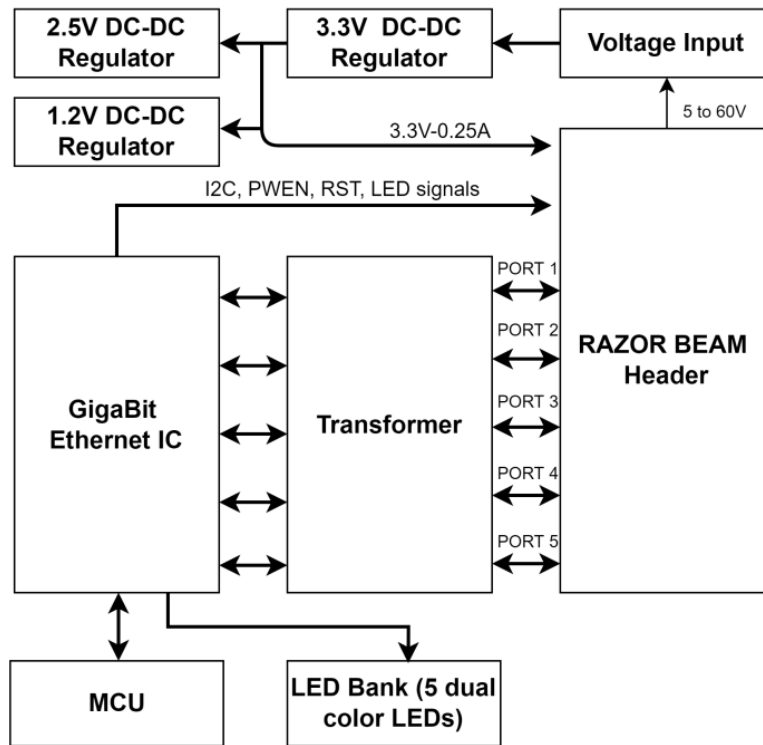 2.5V DC-DC
Regulator
3.3V DC-DC
Regulator
Voltage Input
1.2V DC-DC
Regulator
3.3V-0.25A
5 to 60V
I2C, PWEN, RST, LED signals
GigaBit
Ethernet IC
Transformer
PORT 1
PORT 2
PORT 3
PORT 4
PORT 5
RAZOR BEAM
Header
MCU
LED Bank (5 dual
color LEDs)